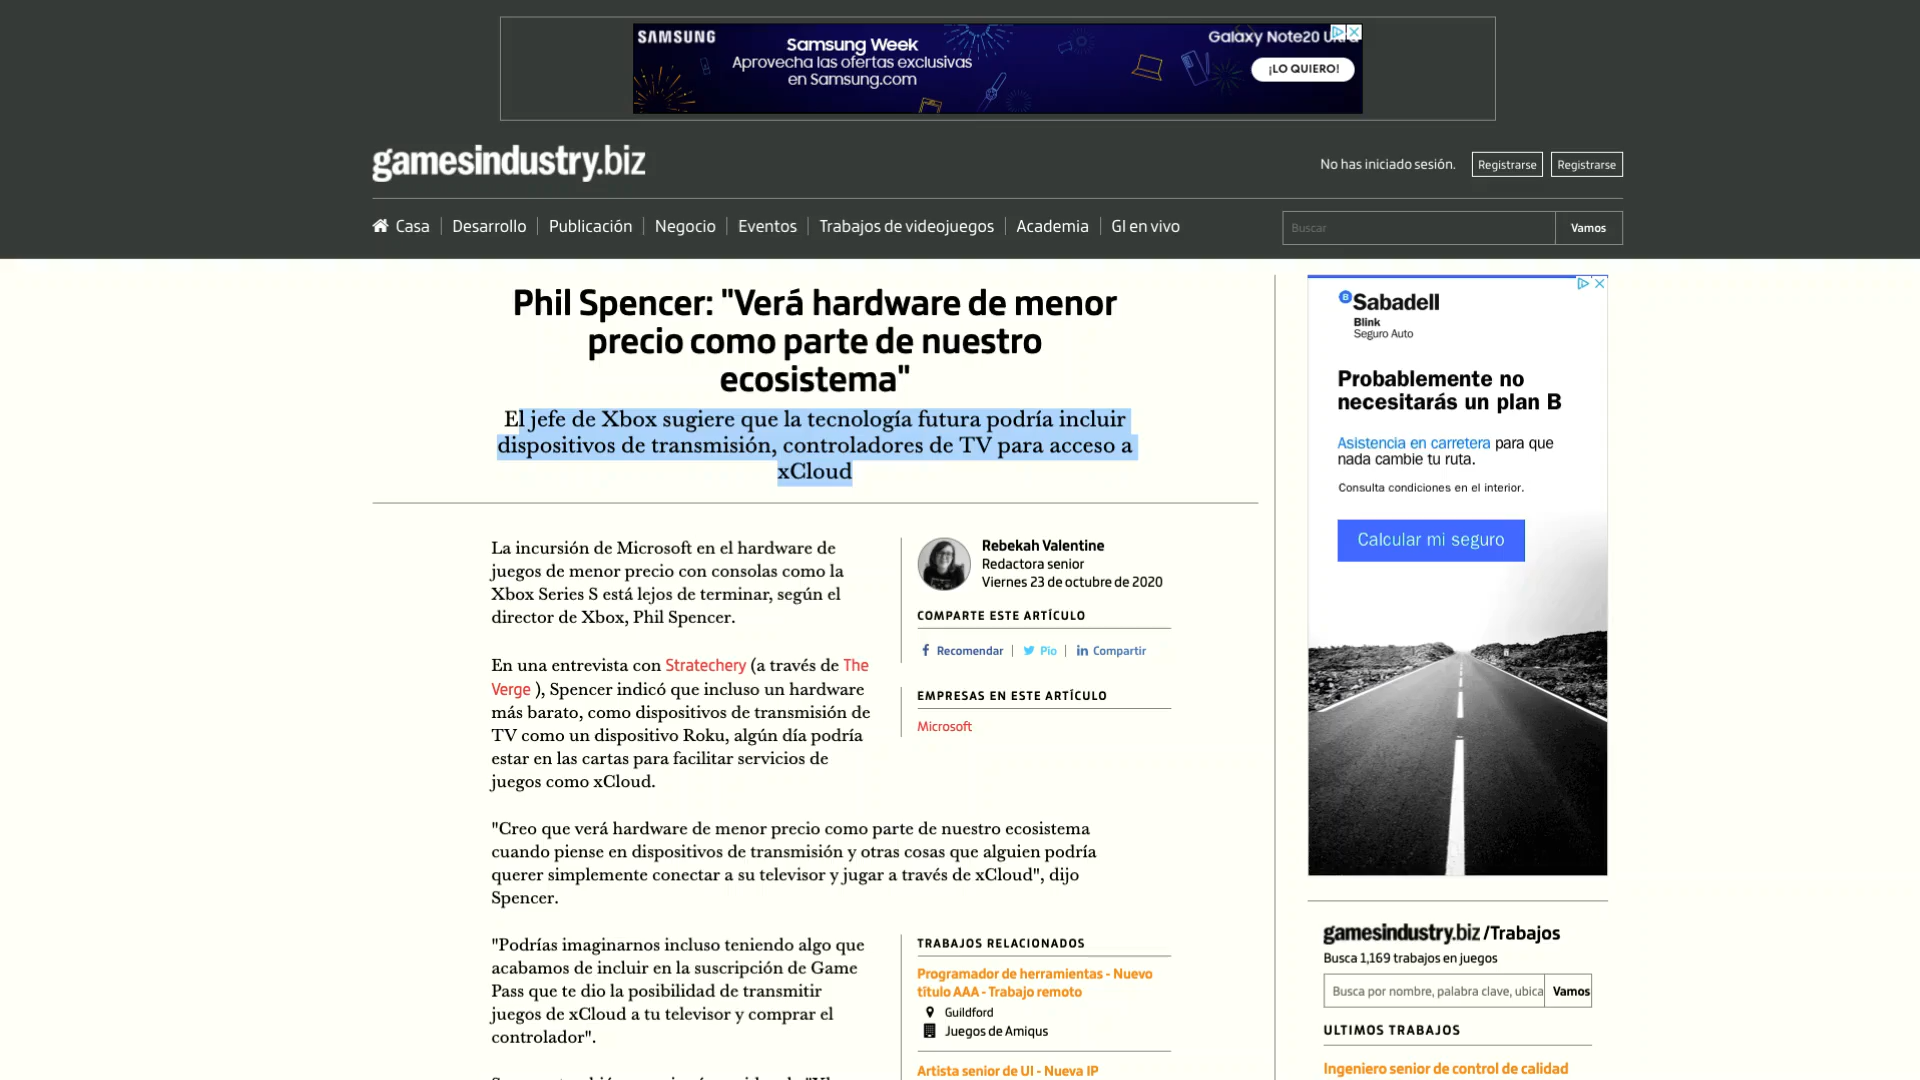 SAMSUNG
Samsung Week
Aprovecha las ofertas exclusivas
en Samsung.com
Galaxy Note20
¡LO QUIERO!
gamesindustry.biz
No has iniciado sesión.
Registrarse
Registrarse
Casa
Desarrollo
Publicación
Negocio
Eventos
Trabajos de videojuegos
Academia
GI en vivo
Buscar
Vamos
Phil Spencer: "Verá hardware de menor
precio como parte de nuestro
ecosistema"
El jefe de Xbox sugiere que la tecnología futura podría incluir
dispositivos de transmisión, controladores de TV para acceso a
xCloud
La incursión de Microsoft en el hardware de
juegos de menor precio con consolas como la
Xbox Series S está lejos de terminar, según el
director de Xbox, Phil Spencer.
En una entrevista con Stratechery (a través de The
Verge ), Spencer indicó que incluso un hardware
más barato, como dispositivos de transmisión de
TV como un dispositivo Roku, algún día podría
estar en las cartas para facilitar servicios de
juegos como xCloud.
Rebekah Valentine
Redactora senior
Viernes 23 de octubre de 2020
COMPARTE ESTE ARTÍCULO
Recomendar
Pío
Compartir
EMPRESAS EN ESTE ARTÍCULO
Microsoft
"Creo que verá hardware de menor precio como parte de nuestro ecosistema
cuando piense en dispositivos de transmisión y otras cosas que alguien podría
querer simplemente conectar a su televisor y jugar a través de xCloud", dijo
Spencer.
"Podrías imaginarnos incluso teniendo algo que
acabamos de incluir en la suscripción de Game
Pass que te dio la posibilidad de transmitir
juegos de xCloud a tu televisor y comprar el
controlador".
TRABAJOS RELACIONADOS
Programador de herramientas - Nuevo
título AAA - Trabajo remoto
Guildford
Juegos de Amiqus
Artista senior de UI - Nueva IP
Sabadell
Blink
Seguro Auto
Probablemente no
necesitarás un plan B
Asistencia en carretera para que
nada cambie tu ruta.
Consulta condiciones en el interior.
Calcular mi seguro
gamesindustry.biz /Trabajos
Busca 1,169 trabajos en juegos
Busca por nombre, palabra clave, ubica
Vamos
ULTIMOS TRABAJOS
Ingeniero senior de control de calidad